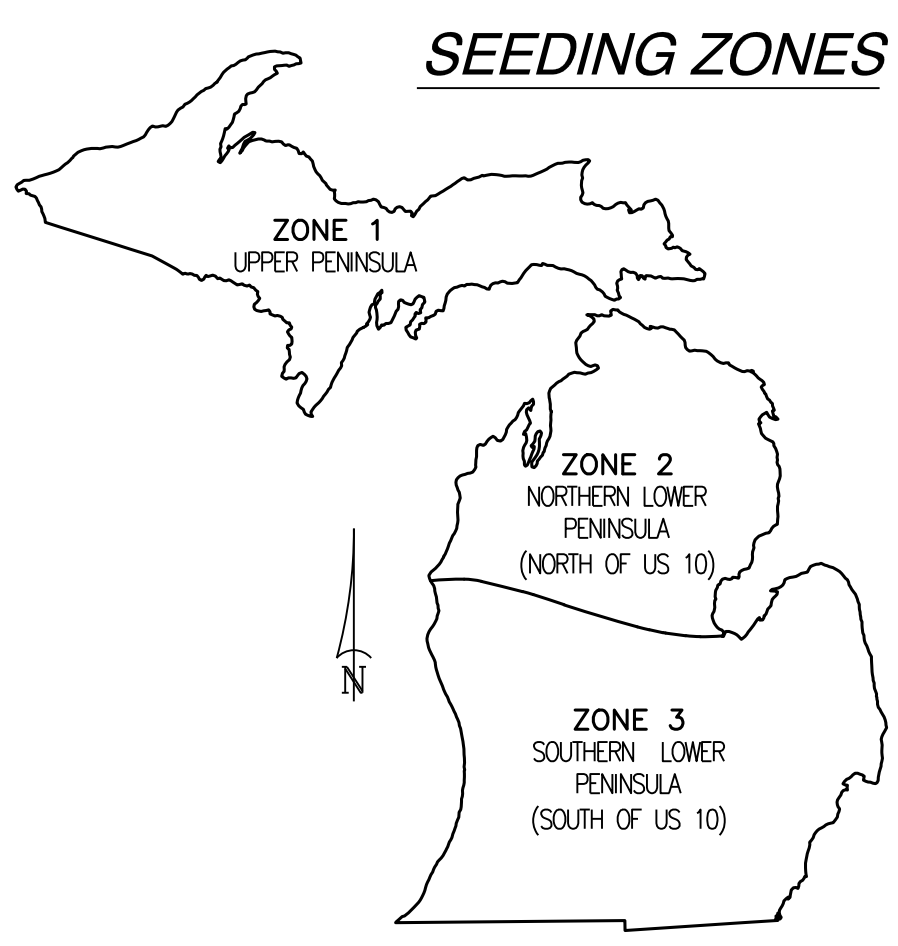 SEEDING ZONES
ZONE 1
UPPER PENINSULA
ZONE 2
NORTHERN LOWER
PENINSULA
(NORTH OF US 10)
N
ZONE 3
SOUTHERN LOWER
PENINSULA
(SOUTH OF US 10)